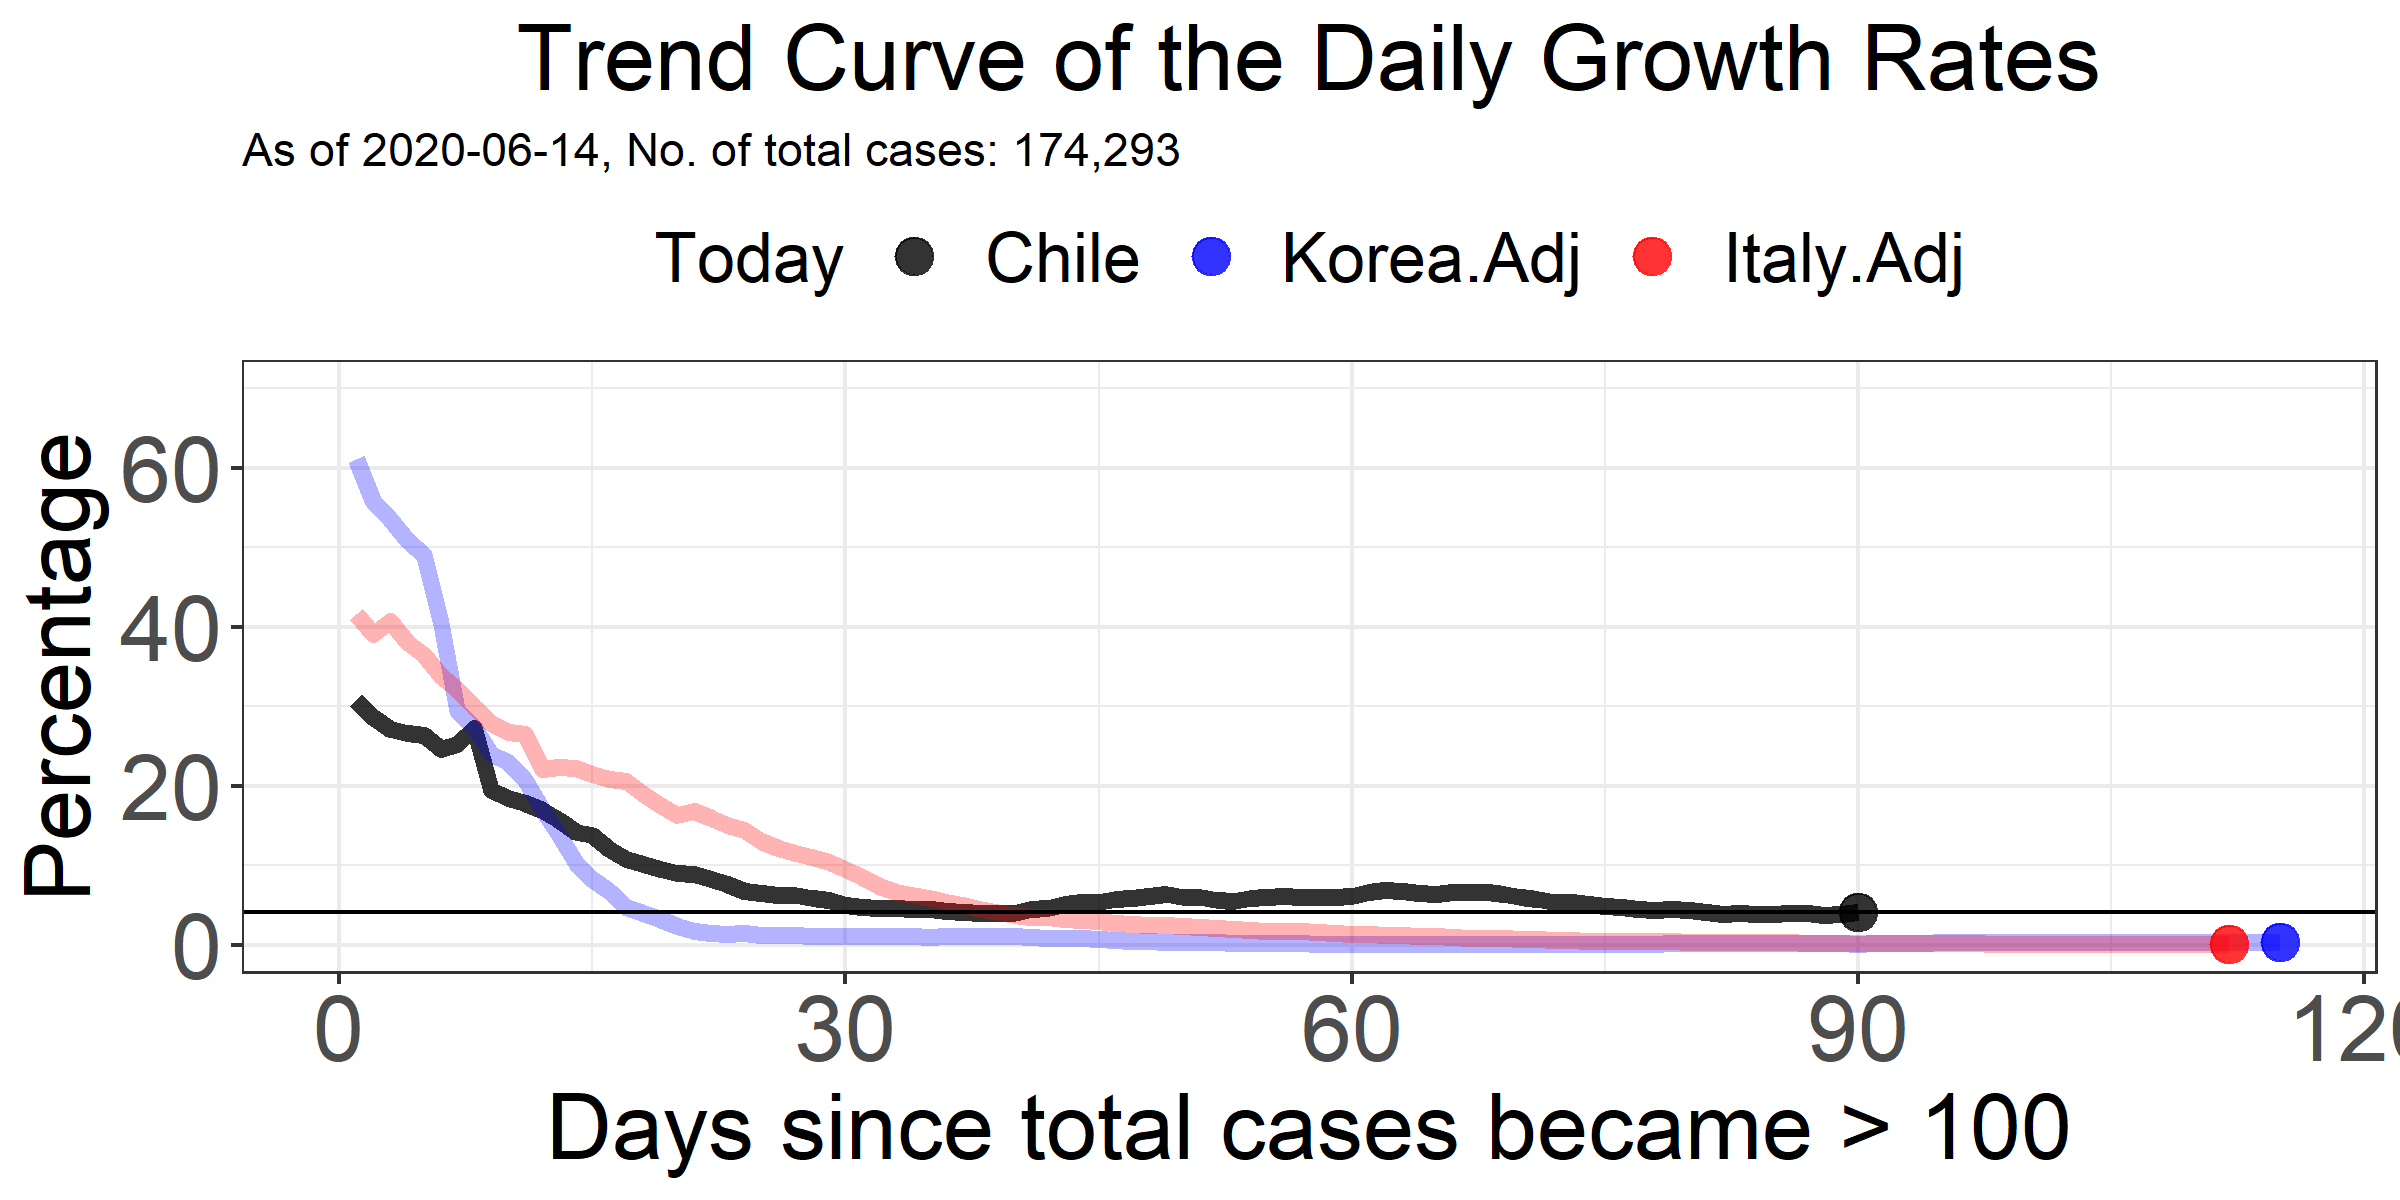 Trend Curve of the Daily Growth Rates
As of 2020-06-14, No. of total cases: 174,293
Today Chile Korea.Adj Italy.Adj
Percentage
60
40
20
0
0 30 60 90 120
Days since total cases became > 100